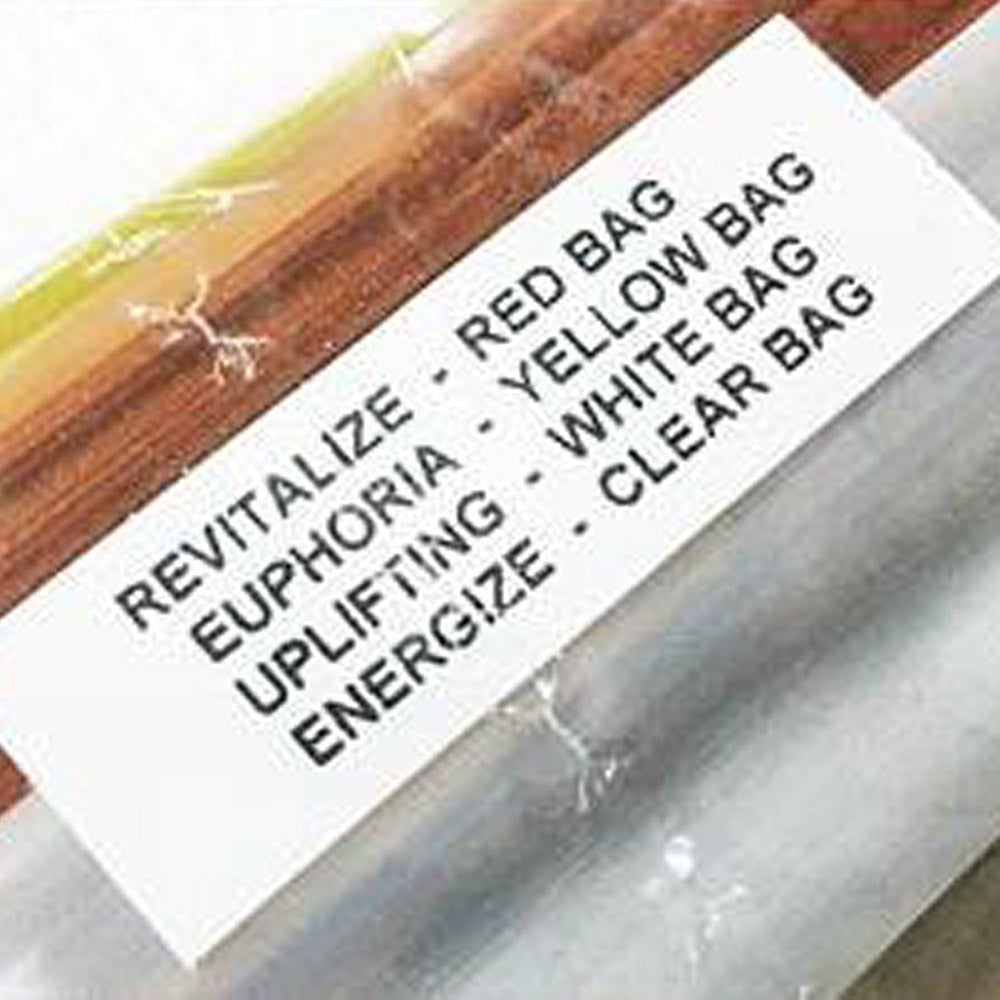 REVITALIZE - RED BAG
EUPHORIA - YELLOW BAG
UPLIFTING - WHITE BAG
ENERGIZE - CLEAR BAG